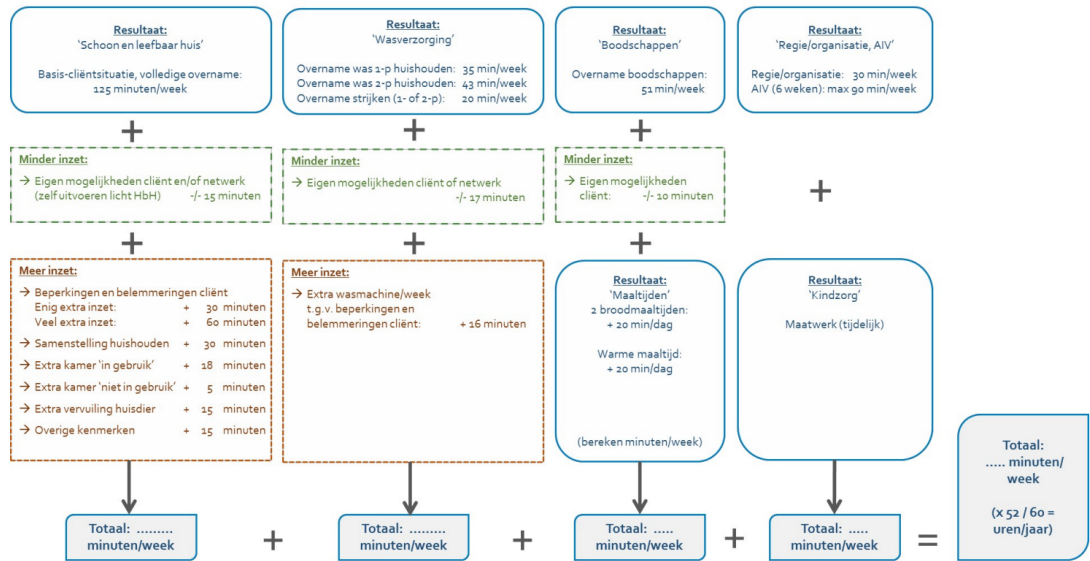 Resultaat:
‘Schoon en leefbaar huis’
Basis-cliëntsituatie, volledige overname:
125 minuten/week
+
Minder inzet:
→ Eigen mogelijkheden cliënt en/of netwerk
(zelf uitvoeren licht HbH) -/- 15 minuten
+
Meer inzet:
→ Beperkingen en belemmeringen cliënt
Enig extra inzet: + 30 minuten
Veel extra inzet: + 60 minuten
→ Samenstelling huishouden + 30 minuten
→ Extra kamer ‘in gebruik’ + 18 minuten
→ Extra kamer ‘niet in gebruik’ + 5 minuten
→ Extra vervuiling huisdier + 15 minuten
→ Overige kenmerken + 15 minuten
Totaal: .........
minuten/week
+
Resultaat:
‘Wasverzorging’
Overname was 1-p huishouden: 35 min/week
Overname was 2-p huishouden: 43 min/week
Overname strijken (1- of 2-p): 20 min/week
+
Minder inzet:
→ Eigen mogelijkheden cliënt of netwerk
-/- 17 minuten
+
Meer inzet:
→ Extra wasmachine/week
t.g.v. beperkingen en
belemmeringen cliënt: + 16 minuten
Totaal: .........
minuten/week
+
Resultaat:
‘Boodschappen’
Overname boodschappen:
51 min/week
+
Minder inzet:
→ Eigen mogelijkheden
cliënt: -/- 10 minuten
+
Resultaat:
‘Maaltijden’
2 broodmaaltijden:
+ 20 min/dag
Warme maaltijd:
+ 20 min/dag
(bereken minuten/week)
Totaal: .....
minuten/week
+
Resultaat:
‘Regie/organisatie, AIV’
Regie/organisatie: 30 min/week
AIV (6 weken): max 90 min/week
+
Resultaat:
‘Kindzorg’
Maatwerk (tijdelijk)
Totaal: .....
minuten/week
=
Totaal:
..... minuten/
week
(x 52 / 60 =
uren/jaar)